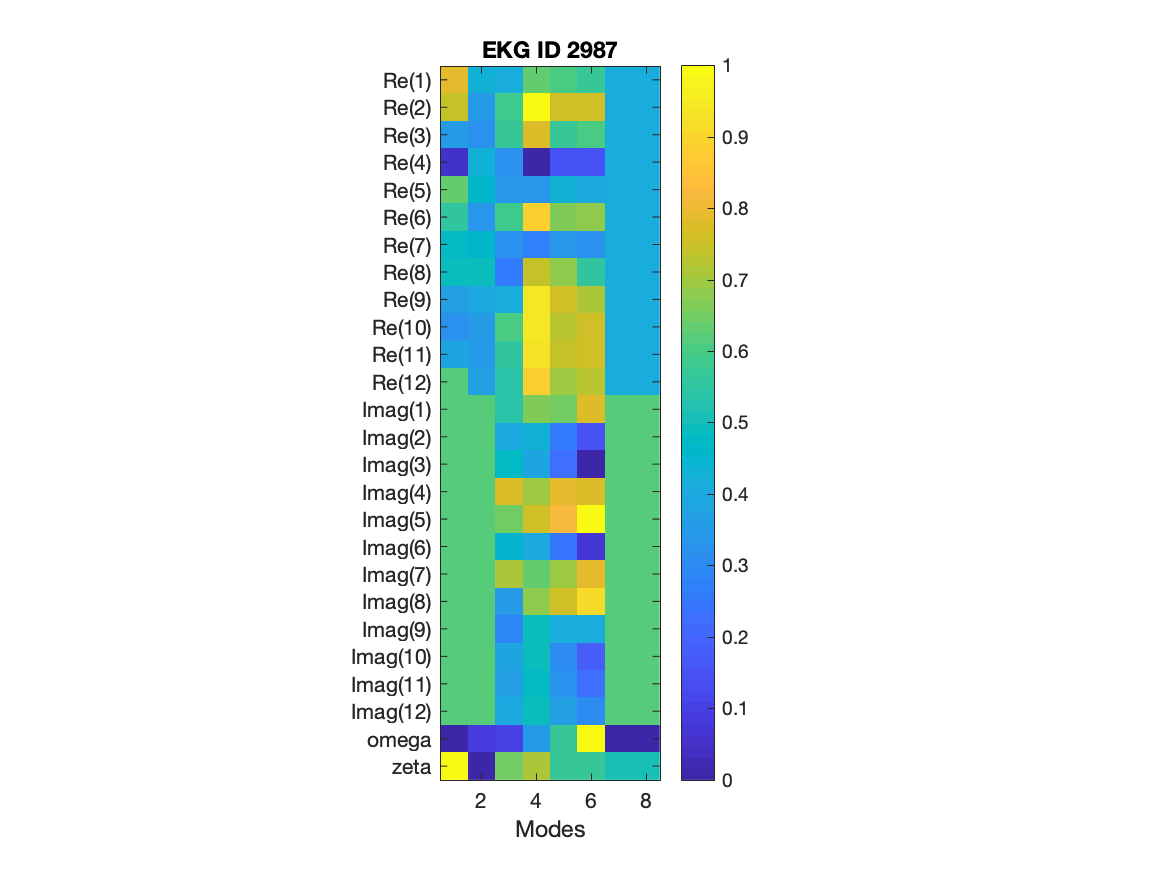 EKG ID 2987
Re(1)
Re(2)
Re(3)
Re(4)
Re(5)
Re(6)
Re(7)
Re(8)
Re(9)
Re(10)
Re(11)
Re(12)
Imag(1)
Imag(2)
Imag(3)
Imag(4)
Imag(5)
Imag(6)
Imag(7)
Imag(8)
Imag(9)
Imag(10)
Imag(11)
Imag(12)
omega
zeta
2 4 6 8
Modes
1
0.9
0.8
0.7
0.6
0.5
0.4
0.3
0.2
0.1
0